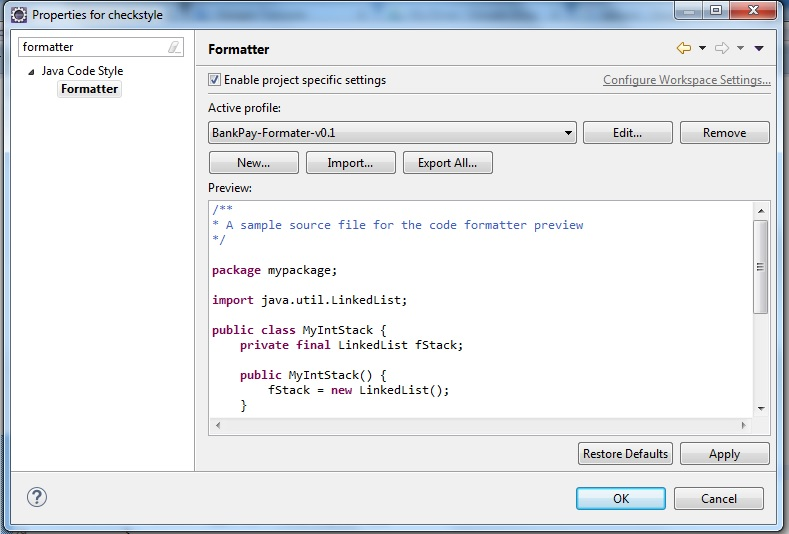 Properties for checkstyle
formatter
Java Code Style
Formatter
Formatter
Enable project specific settings
Configure Workspace Settings...
Active profile:
BankPay-Formater-v0.1
Edit...
Remove
New...
Import...
Export All...
Preview:
/**
* A sample source file for the code formatter preview
*/
package mypackage;
import java.util.LinkedList;
public class MyIntStack {
    private final LinkedList fStack;
    public MyIntStack() {
        fStack = new LinkedList();
    }
Restore Defaults
Apply
?
OK
Cancel